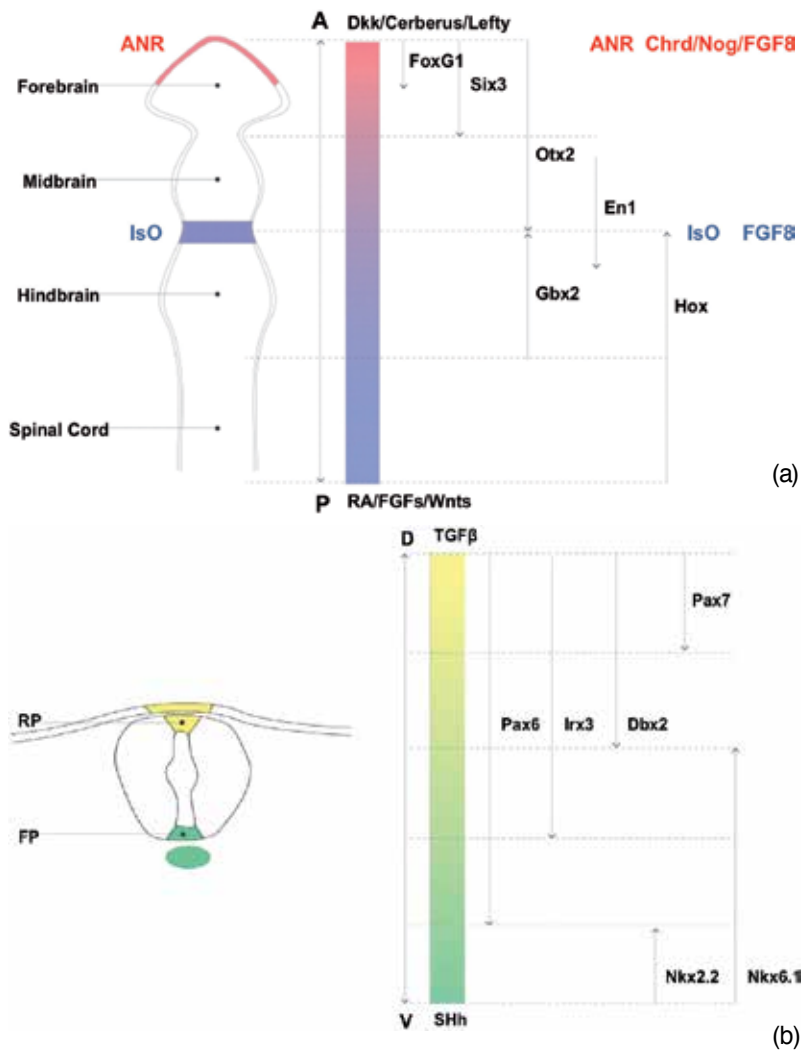 A Dkk/Cerberus/Lefty
ANR
ANR Chrd/Nog/FGF8
FoxG1
Forebrain
Six3
Otx2
Midbrain
En1
IsO
IsO FGF8
Hindbrain
Gbx2
Hox
Spinal Cord
(a)
P RA/FGFs/Wnts
D TGFβ
Pax7
RP
Pax6 Irx3 Dbx2
FP
Nkx2.2 Nkx6.1
V SHh
(b)